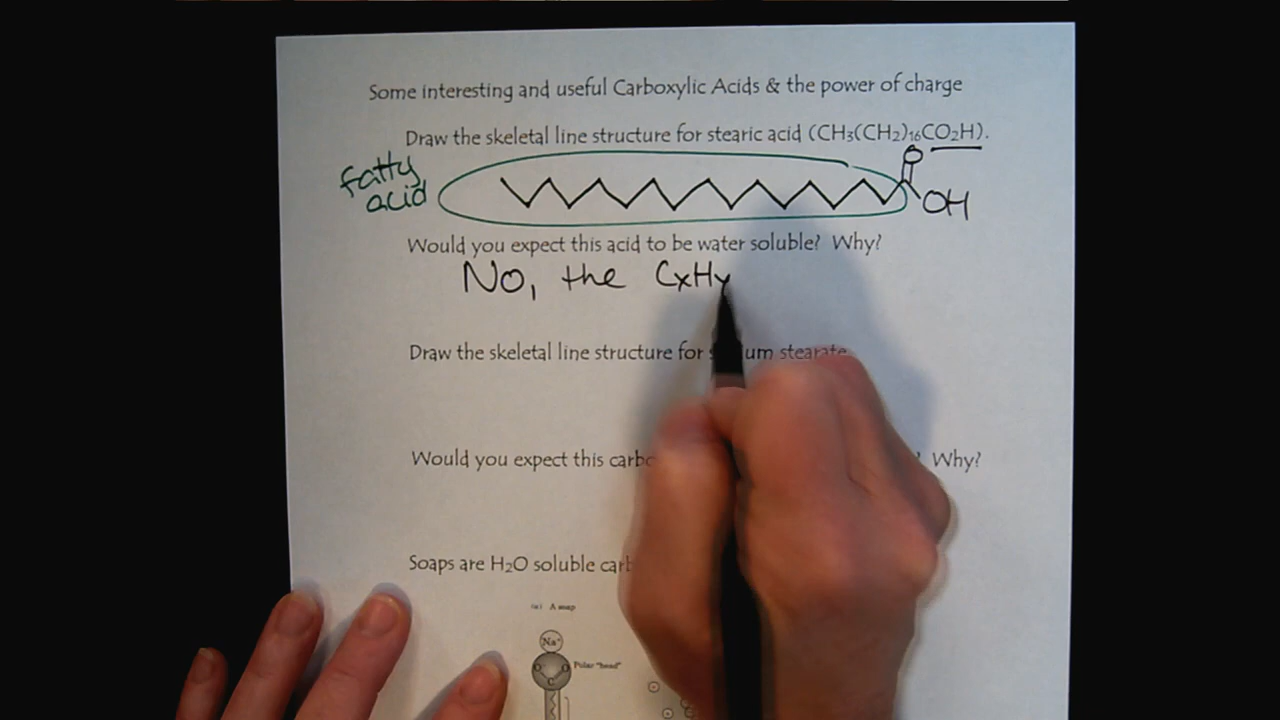 Some interesting and useful Carboxylic Acids & the power of charge
Draw the skeletal line structure for stearic acid (CH₃(CH₂)₁₆CO₂H).
fatty
acid
O
OH
Would you expect this acid to be water soluble? Why?
No, the CxHy
Draw the skeletal line structure for stearate
Would you expect this Why?
Soaps are H₂O soluble
(a) A soap
Na⁺
Polar "head"
O O
C